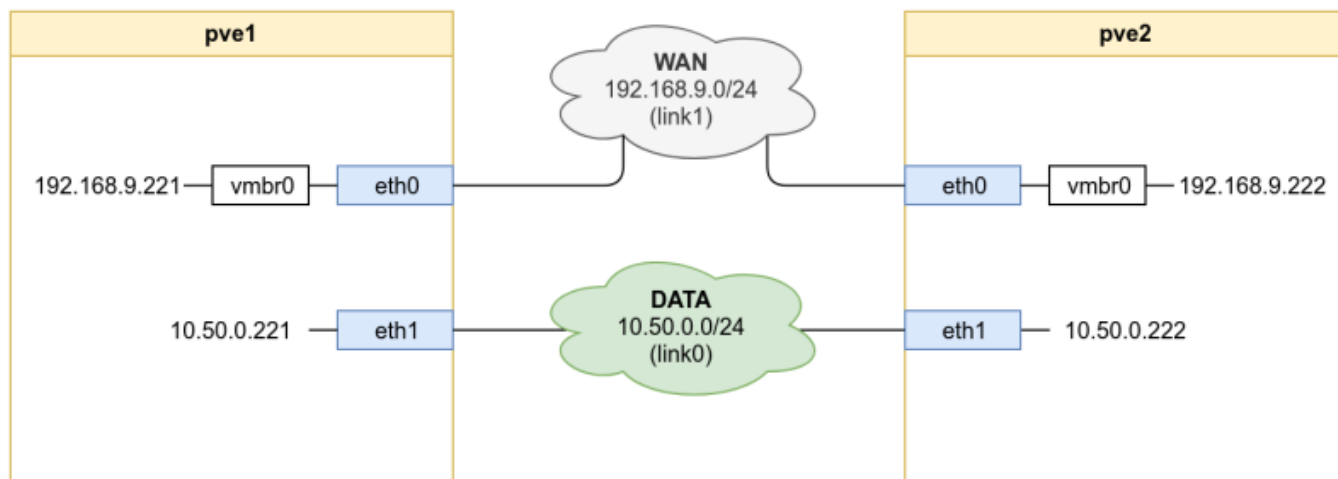 pve1
pve2
WAN
192.168.9.0/24
(link1)
192.168.9.221
vmbr0
eth0
eth0
vmbr0
192.168.9.222
DATA
10.50.0.0/24
(link0)
10.50.0.221
eth1
eth1
10.50.0.222